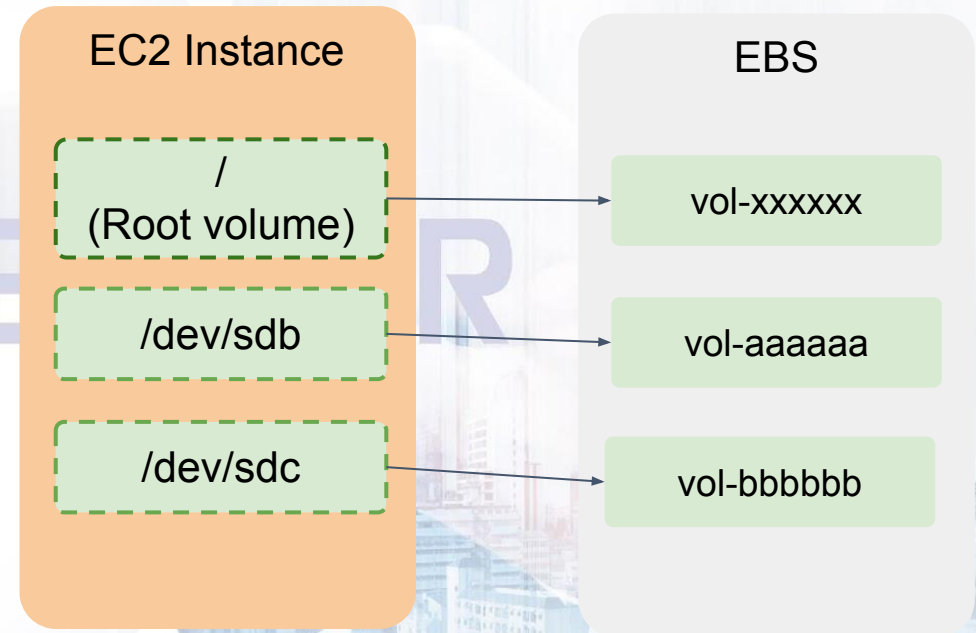 EC2 Instance
/
(Root volume)
/dev/sdb
/dev/sdc
EBS
vol-xxxxxx
vol-aaaaaa
vol-bbbbbb
R